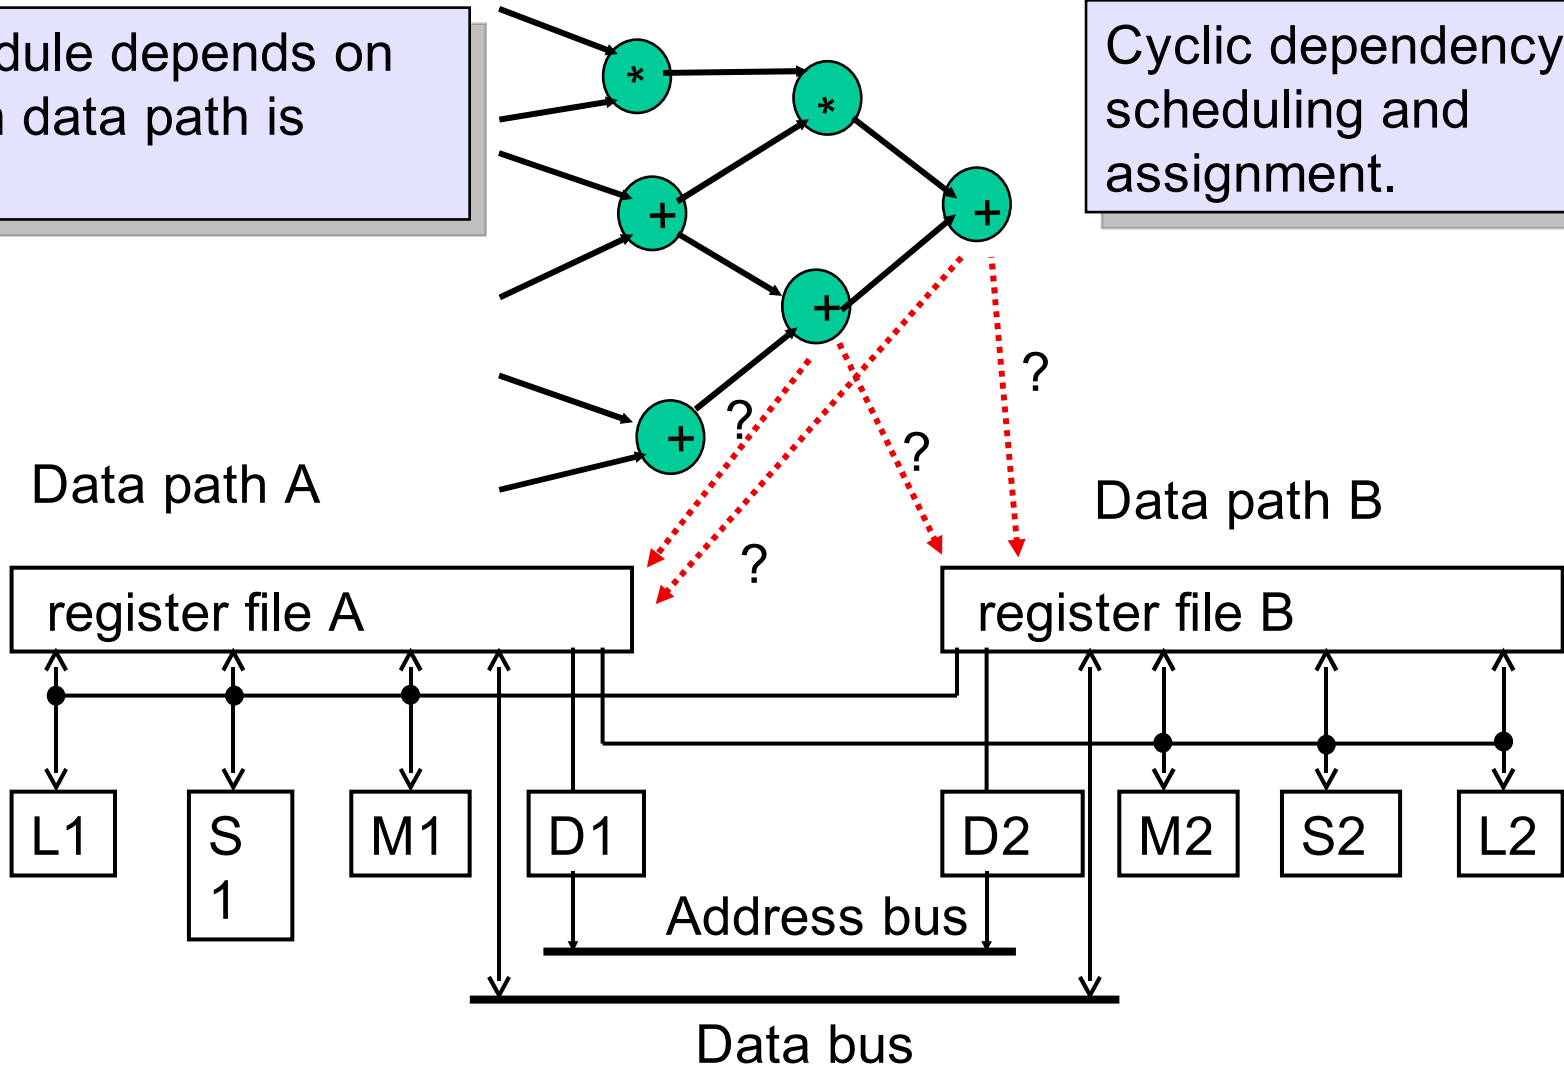 dule depends on
data path is
Cyclic dependency
scheduling and
assignment.
*
*
+
+
+
+
?
?
?
?
Data path A
Data path B
register file A
register file B
L1
S
1
M1
D1
D2
M2
S2
L2
Address bus
Data bus